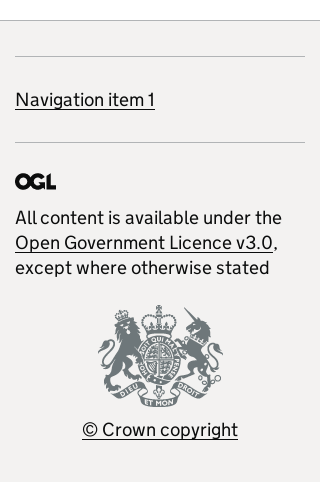 Navigation item 1
OGL
All content is available under the
Open Government Licence v3.0,
except where otherwise stated
DIEU ET MON DROIT
© Crown copyright